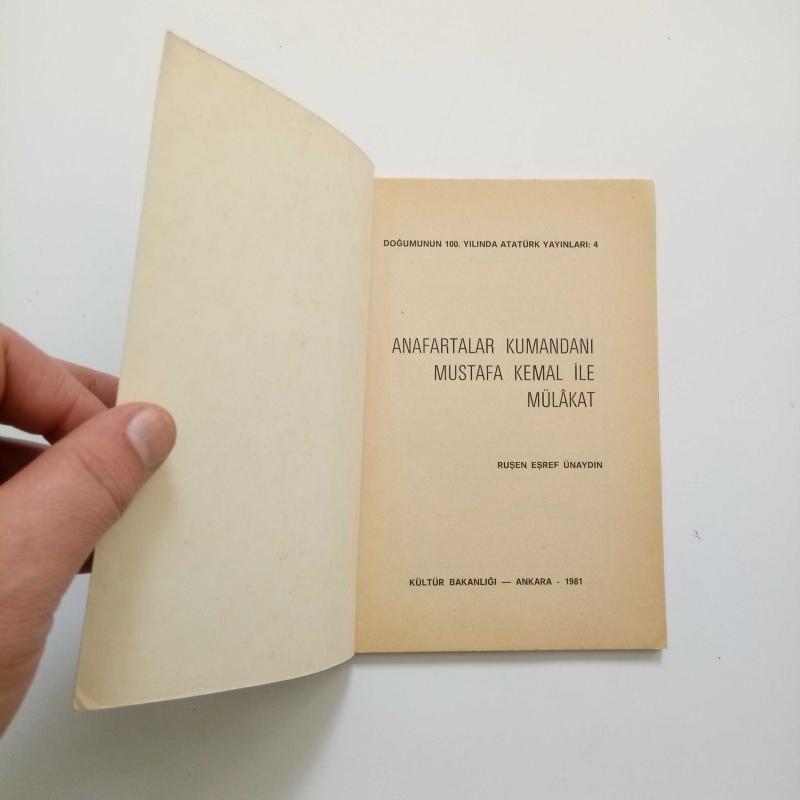 DOĞUMUNUN 100. YILINDA ATATÜRK YAYINLARI: 4
ANAFARTALAR KUMANDANI
MUSTAFA KEMAL İLE
MÜLÂKAT
RUŞEN EŞREF ÜNAYDIN
KÜLTÜR BAKANLIĞI — ANKARA - 1981